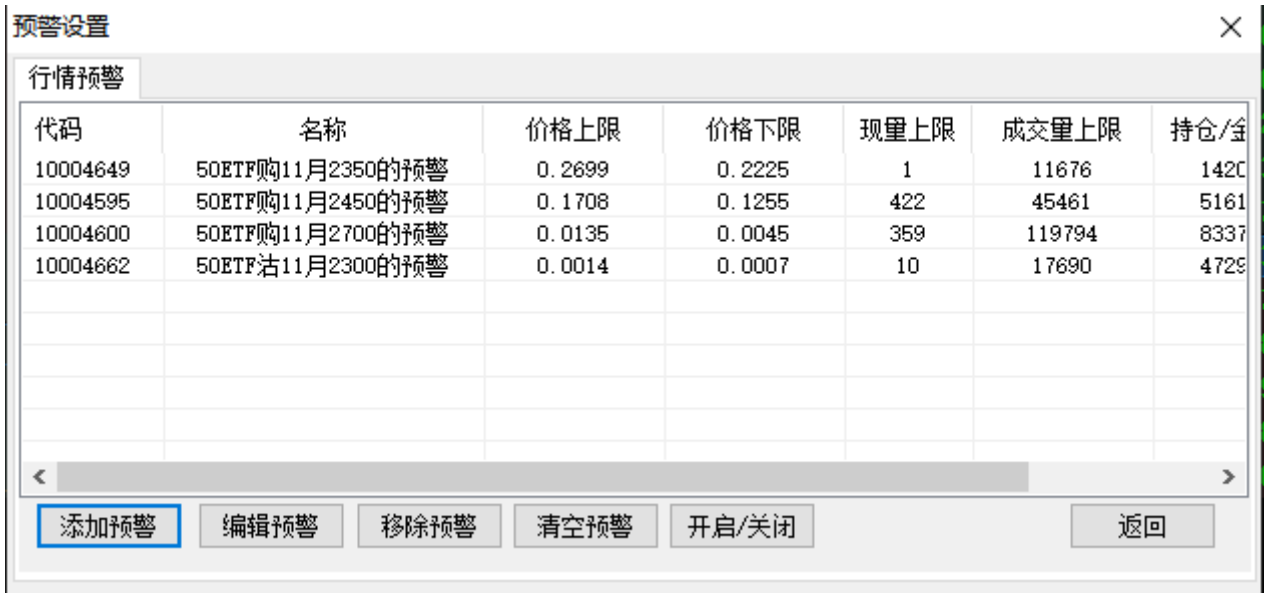 预警设置
行情预警
代码 名称 价格上限 价格下限 现量上限 成交量上限 持仓/金
10004649 50ETF购11月2350的预警 0.2699 0.2225 1 11676 1420
10004595 50ETF购11月2450的预警 0.1708 0.1255 422 45461 5161
10004600 50ETF购11月2700的预警 0.0135 0.0045 359 119794 8337
10004662 50ETF沽11月2300的预警 0.0014 0.0007 10 17690 4729
添加预警 编辑预警 移除预警 清空预警 开启/关闭 返回